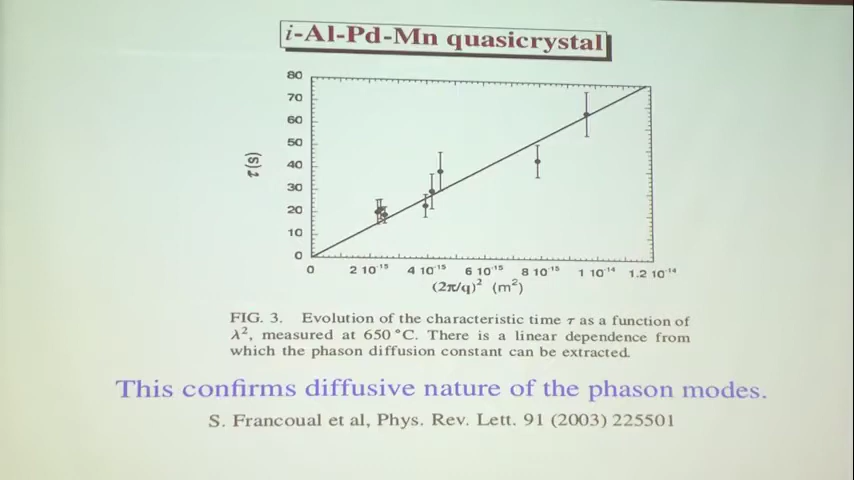 i-Al-Pd-Mn quasicrystal
80
70
60
50
40
30
20
10
0
τ(s)
0 2 10⁻¹⁵ 4 10⁻¹⁵ 6 10⁻¹⁵ 8 10⁻¹⁵ 1 10⁻¹⁴ 1.2 10⁻¹⁴
(2π/q)² (m²)
FIG. 3. Evolution of the characteristic time τ as a function of
λ², measured at 650 °C. There is a linear dependence from
which the phason diffusion constant can be extracted.
This confirms diffusive nature of the phason modes.
S. Francoual et al, Phys. Rev. Lett. 91 (2003) 225501